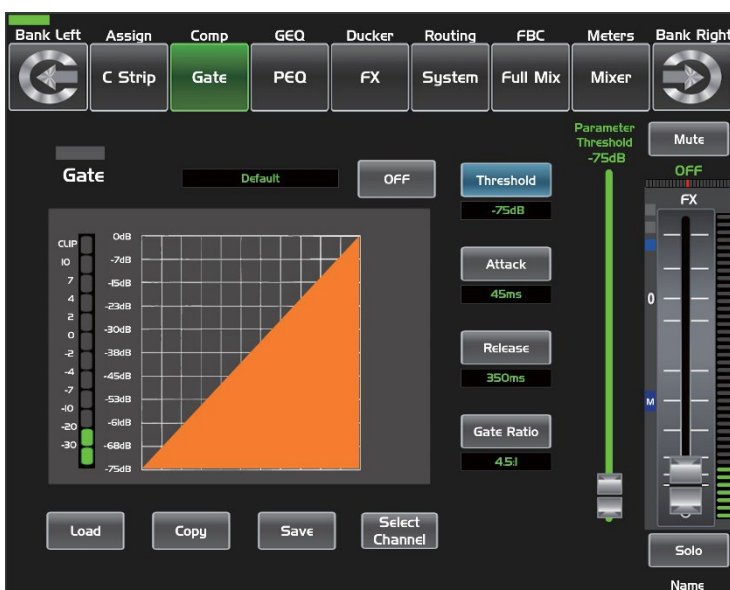 Bank Left Assign Comp GEQ Ducker Routing FBC Meters Bank Right
C Strip Gate PEQ FX System Full Mix Mixer
Parameter
Threshold
-75dB
Mute
OFF
FX
Gate
Default
OFF
Threshold
-75dB
Attack
45ms
Release
350ms
Gate Ratio
4.5:1
CLIP
10
7
4
2
0
-2
-4
-7
-10
-20
-30
0dB
-7dB
-15dB
-23dB
-30dB
-38dB
-45dB
-53dB
-61dB
-68dB
-75dB
0
M
Load
Copy
Save
Select
Channel
Solo
Name